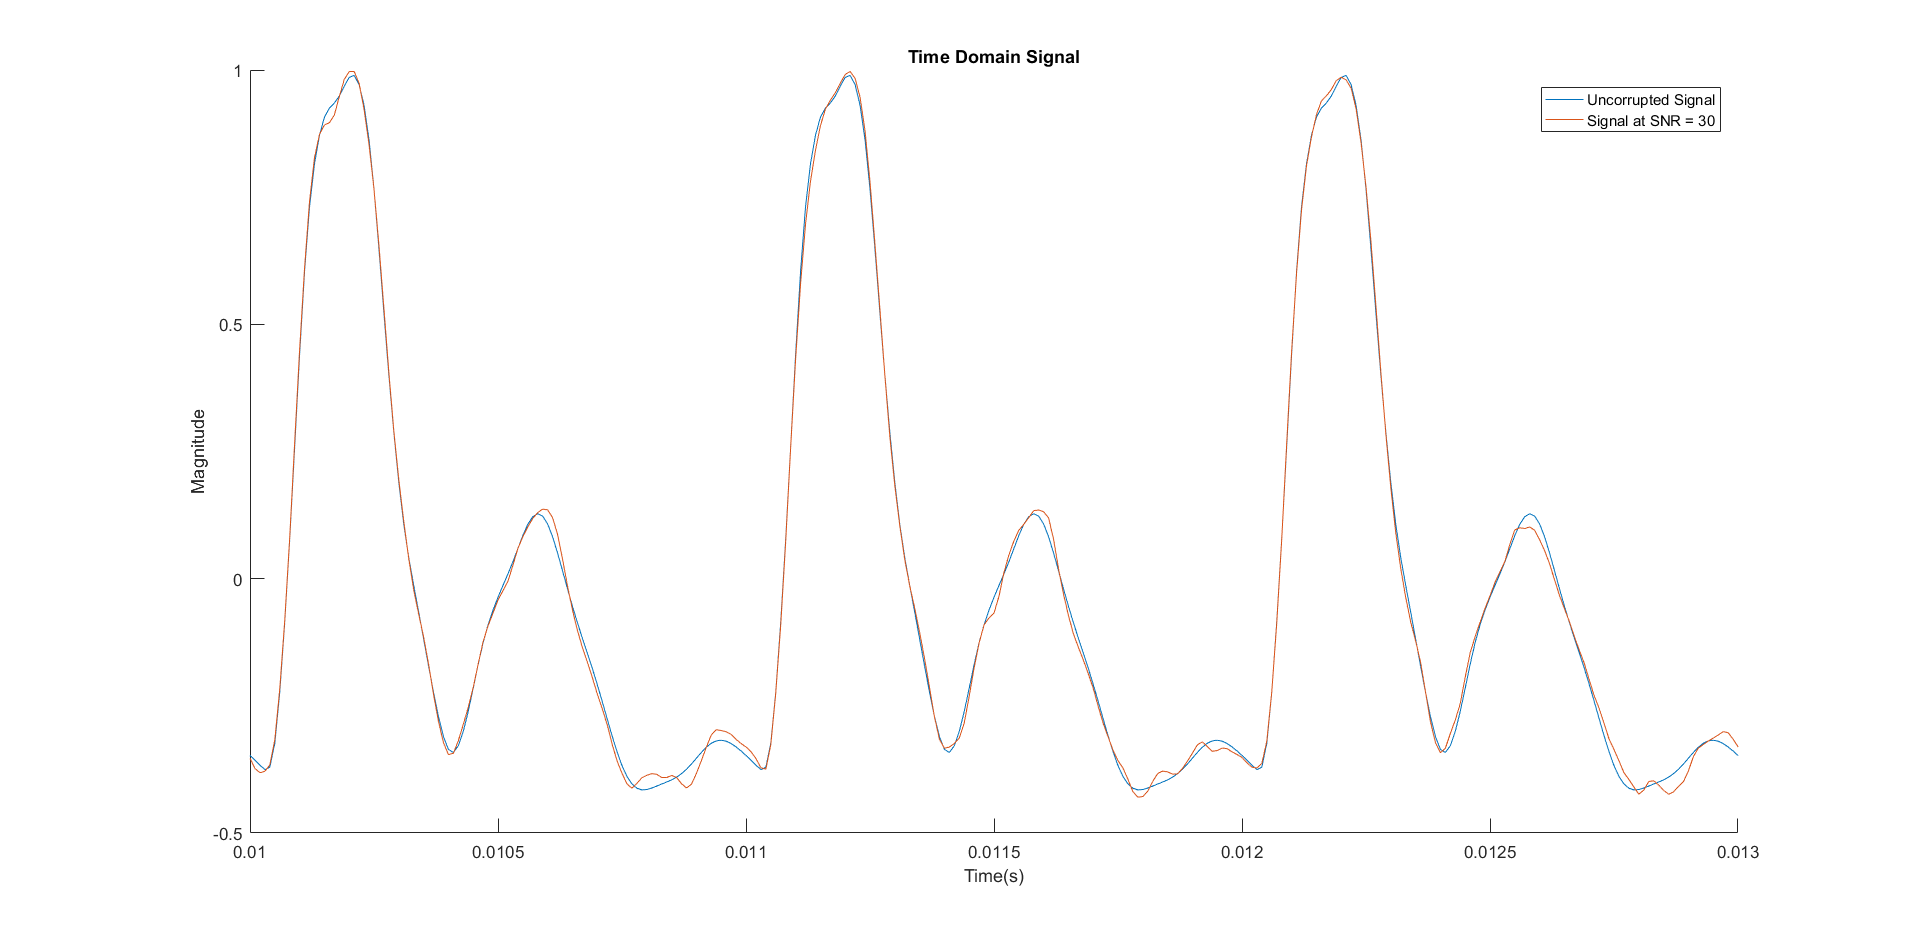 Time Domain Signal
Uncorrupted Signal
Signal at SNR = 30
1
0.5
0
-0.5
Magnitude
0.01
0.0105
0.011
0.0115
0.012
0.0125
0.013
Time(s)